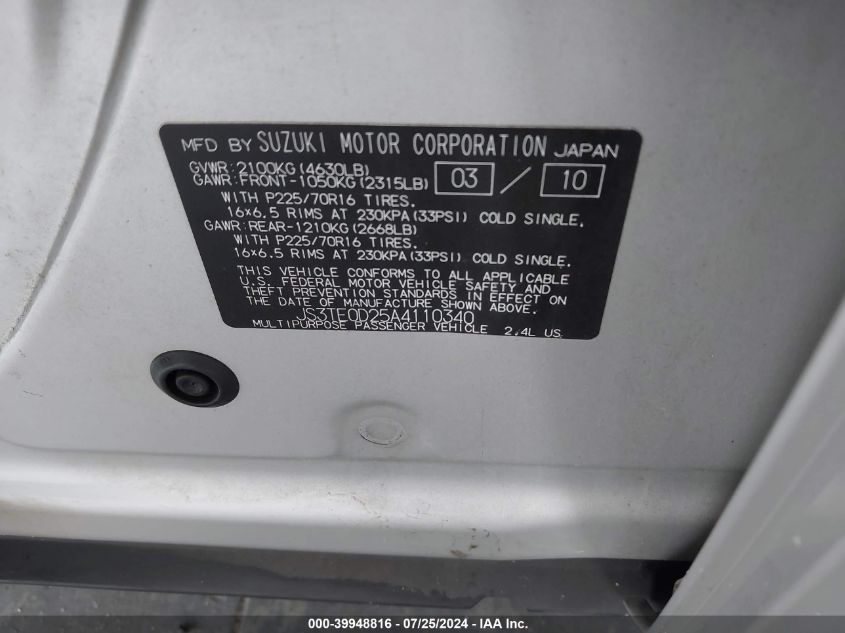 MFD BY SUZUKI MOTOR CORPORATION JAPAN
GVWR:2100KG(4630LB)
GAWR:FRONT-1050KG(2315LB) 03 / 10
WITH P225/70R16 TIRES.
16x6.5 RIMS AT 230KPA(33PSI) COLD SINGLE.
GAWR:REAR-1210KG(2668LB)
WITH P225/70R16 TIRES.
16x6.5 RIMS AT 230KPA(33PSI) COLD SINGLE.
THIS VEHICLE CONFORMS TO ALL APPLICABLE
U.S. FEDERAL MOTOR VEHICLE SAFETY AND
THEFT PREVENTION STANDARDS IN EFFECT ON
THE DATE OF MANUFACTURE SHOWN ABOVE.
JS3TE0D25A4110340
MULTIPURPOSE PASSENGER VEHICLE 2.4L US
000-39948816 - 07/25/2024 - IAA Inc.